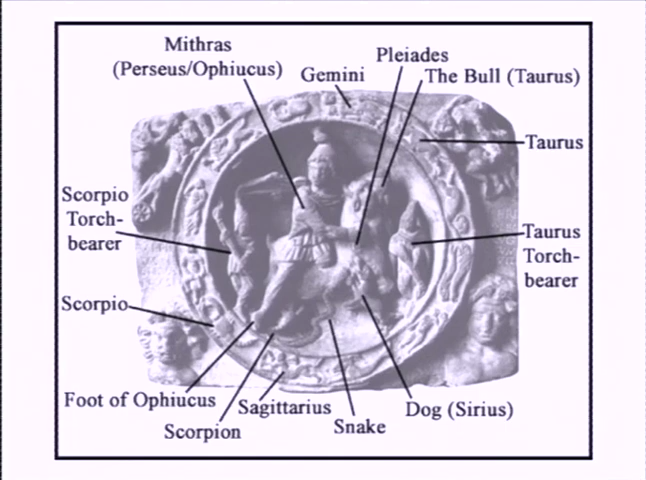 Mithras
(Perseus/Ophiucus)
Gemini
Pleiades
The Bull (Taurus)
Taurus
Scorpio
Torch-
bearer
Taurus
Torch-
bearer
Scorpio
Foot of Ophiucus
Scorpion
Sagittarius
Snake
Dog (Sirius)